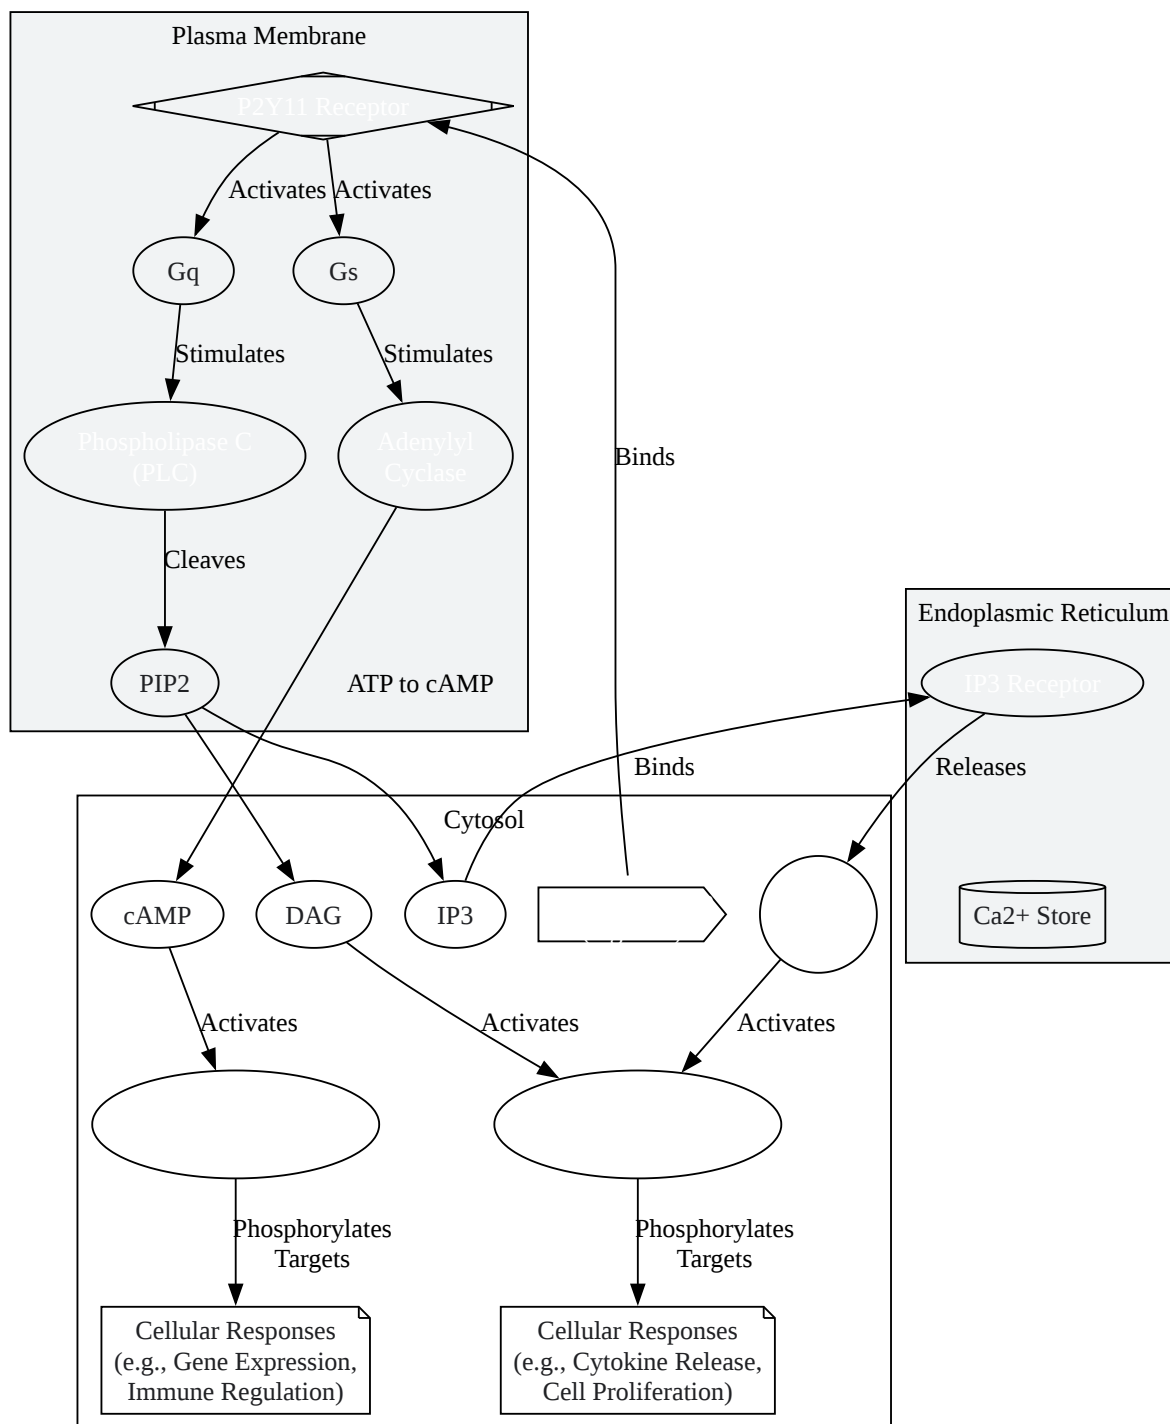 Plasma Membrane
P2Y11 Receptor
Activates
Activates
Gq
Gs
Stimulates
Stimulates
Phospholipase C
(PLC)
Adenylyl
Cyclase
Binds
Cleaves
Endoplasmic Reticulum
PIP2
ATP to cAMP
IP3 Receptor
Binds
Releases
Cytosol
cAMP
DAG
IP3
Ca2+ Store
Activates
Activates
Activates
Phosphorylates
Targets
Phosphorylates
Targets
Cellular Responses
(e.g., Gene Expression,
Immune Regulation)
Cellular Responses
(e.g., Cytokine Release,
Cell Proliferation)